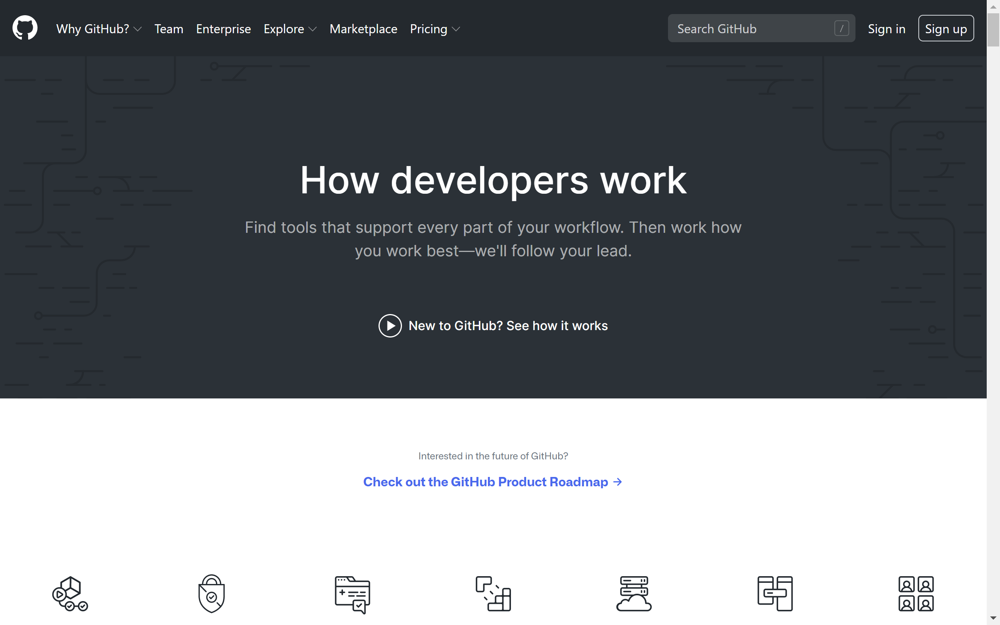 Why GitHub?
Team
Enterprise
Explore
Marketplace
Pricing
Search GitHub
/
Sign in
Sign up
How developers work
Find tools that support every part of your workflow. Then work how
you work best—we'll follow your lead.
New to GitHub? See how it works
Interested in the future of GitHub?
Check out the GitHub Product Roadmap →